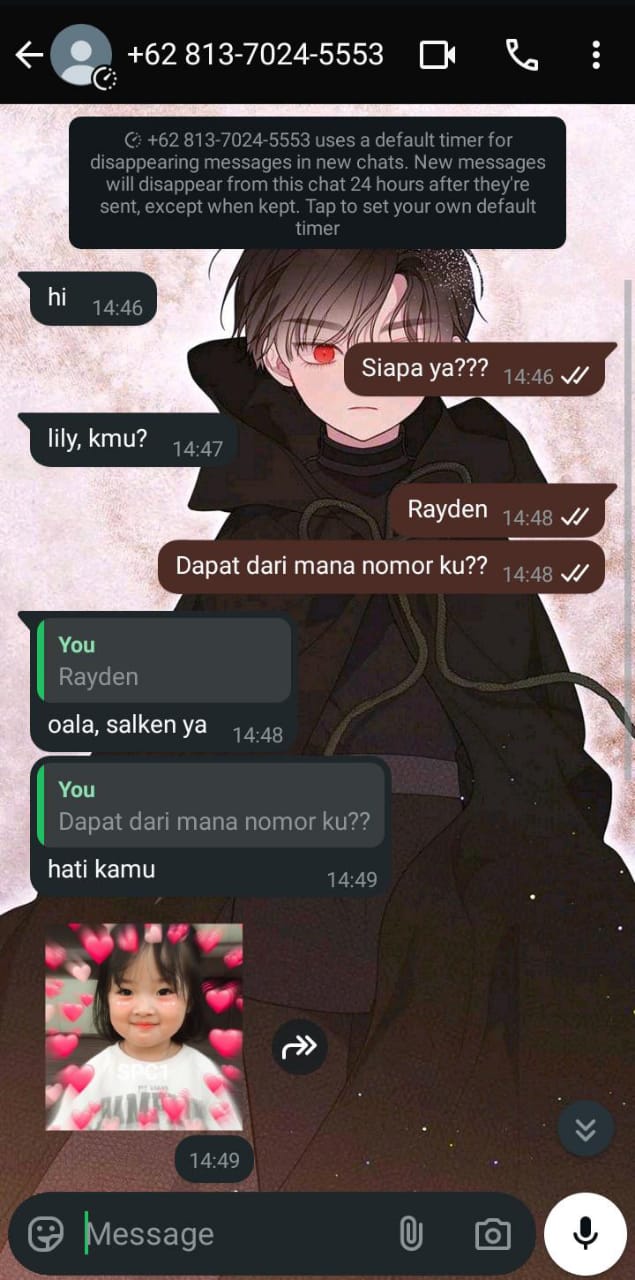 +62 813-7024-5553
+62 813-7024-5553 uses a default timer for
disappearing messages in new chats. New messages
will disappear from this chat 24 hours after they're
sent, except when kept. Tap to set your own default
timer
hi 14:46
Siapa ya??? 14:46
lily, kmu? 14:47
Rayden 14:48
Dapat dari mana nomor ku?? 14:48
You
Rayden
oala, salken ya 14:48
You
Dapat dari mana nomor ku??
hati kamu 14:49
SPC1
14:49
Message